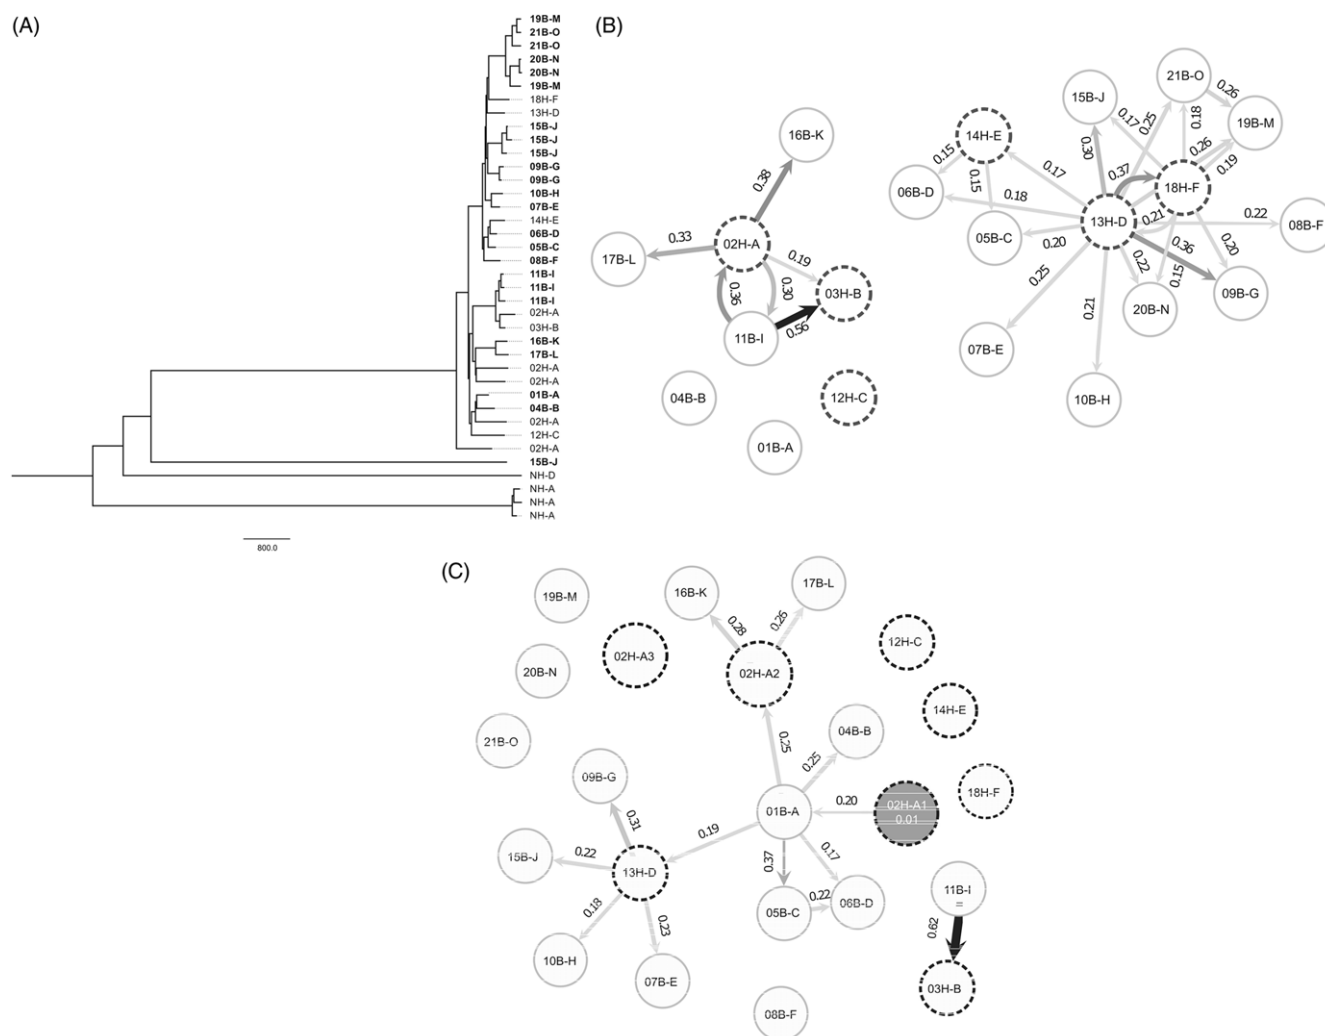 (A)
19B-M
21B-O
21B-O
20B-N
20B-N
19B-M
18H-F
13H-D
15B-J
15B-J
15B-J
09B-G
09B-G
10B-H
07B-E
14H-E
06B-D
05B-C
08B-F
11B-I
11B-I
11B-I
02H-A
03H-B
16B-K
17B-L
02H-A
02H-A
01B-A
04B-B
02H-A
12H-C
02H-A
15B-J
NH-D
NH-A
NH-A
NH-A
800.0
(B)
16B-K
0.38
17B-L
0.33
02H-A
0.19
03H-B
0.36
0.30
0.56
11B-I
04B-B
12H-C
01B-A
21B-O
0.26
15B-J
0.17
0.25
0.18
19B-M
14H-E
0.30
0.26
0.15
0.15
0.17
0.37
0.19
06B-D
0.18
18H-F
13H-D
0.21
0.22
08B-F
05B-C
0.20
0.36
0.20
0.25
0.22
0.15
09B-G
0.21
20B-N
07B-E
10B-H
(C)
19B-M
16B-K
17B-L
0.28
0.26
12H-C
02H-A3
20B-N
02H-A2
14H-E
21B-O
0.25
04B-B
0.25
09B-G
18H-F
01B-A
0.20
02H-A1
0.01
0.31
0.19
15B-J
0.22
13H-D
0.37
0.17
11B-I
=
0.18
0.23
05B-C
0.22
06B-D
0.62
10B-H
07B-E
03H-B
08B-F